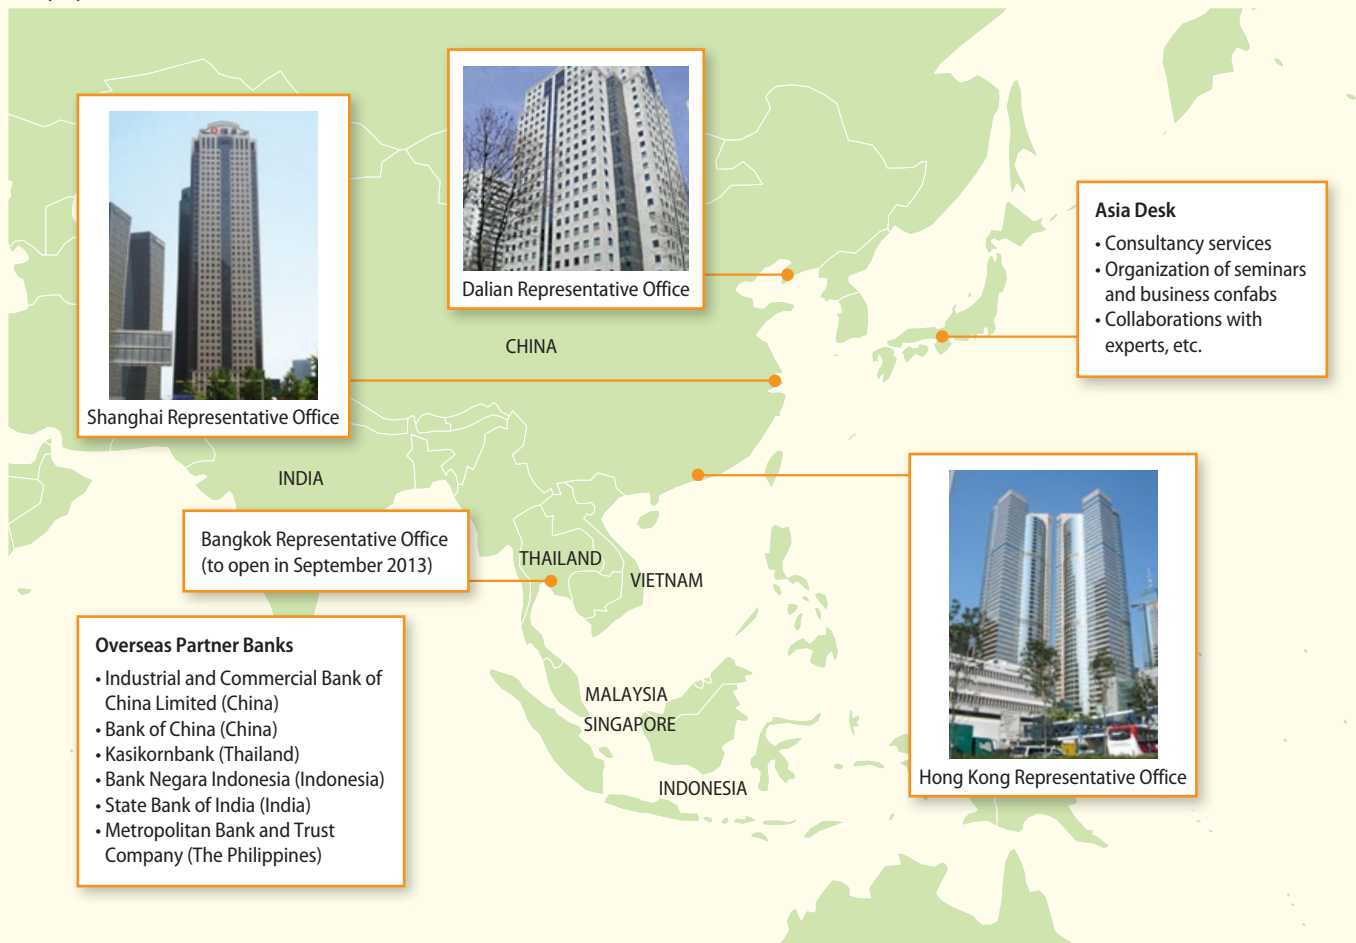 Dalian Representative Office
Shanghai Representative Office
Asia Desk
• Consultancy services
• Organization of seminars
and business confabs
• Collaborations with
experts, etc.
CHINA
INDIA
Bangkok Representative Office
(to open in September 2013)
THAILAND
VIETNAM
MALAYSIA
SINGAPORE
INDONESIA
Hong Kong Representative Office
Overseas Partner Banks
• Industrial and Commercial Bank of
China Limited (China)
• Bank of China (China)
• Kasikornbank (Thailand)
• Bank Negara Indonesia (Indonesia)
• State Bank of India (India)
• Metropolitan Bank and Trust
Company (The Philippines)